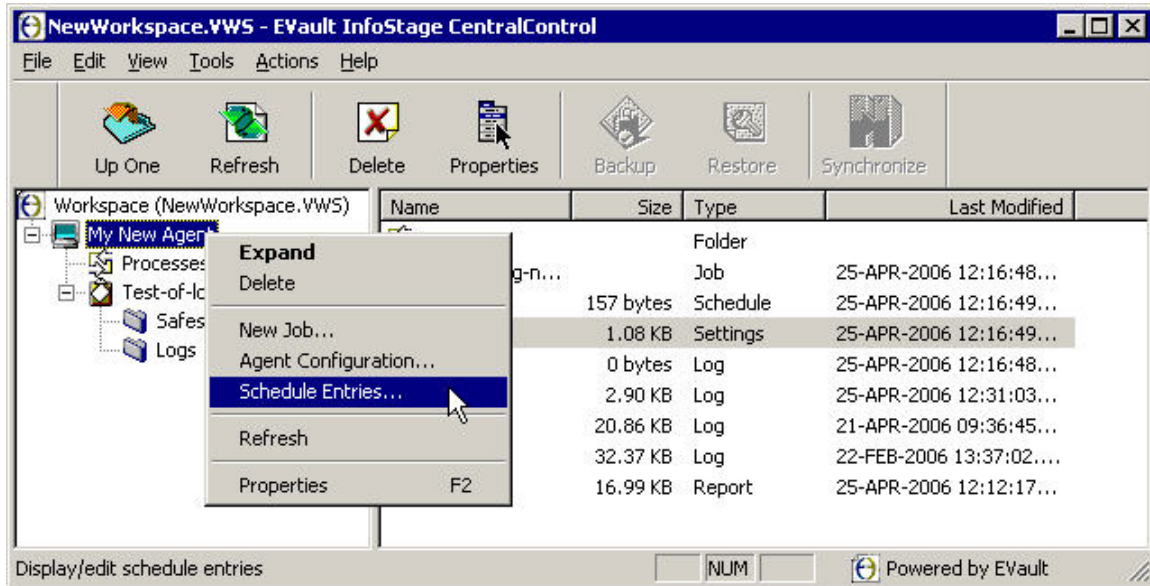 NewWorkspace.VWS - EVault InfoStage CentralControl
File Edit View Tools Actions Help
Up One Refresh Delete Properties Backup Restore Synchronize
Workspace (NewWorkspace.VWS)
My New Agent
Processes
Test-of-lo
Safes
Logs
Expand
Delete
New Job...
Agent Configuration...
Schedule Entries...
Refresh
Properties F2
Name Size Type Last Modified
Folder
g-n... Job 25-APR-2006 12:16:48...
157 bytes Schedule 25-APR-2006 12:16:49...
1.08 KB Settings 25-APR-2006 12:16:49...
0 bytes Log 25-APR-2006 12:16:48...
2.90 KB Log 25-APR-2006 12:31:03...
20.86 KB Log 21-APR-2006 09:36:45...
32.37 KB Log 22-FEB-2006 13:37:02....
16.99 KB Report 25-APR-2006 12:12:17...
Display/edit schedule entries NUM Powered by EVault